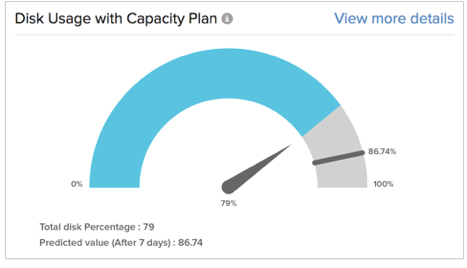 Disk Usage with Capacity Plan
View more details
86.74%
0%
100%
79%
Total disk Percentage : 79
Predicted value (After 7 days) : 86.74